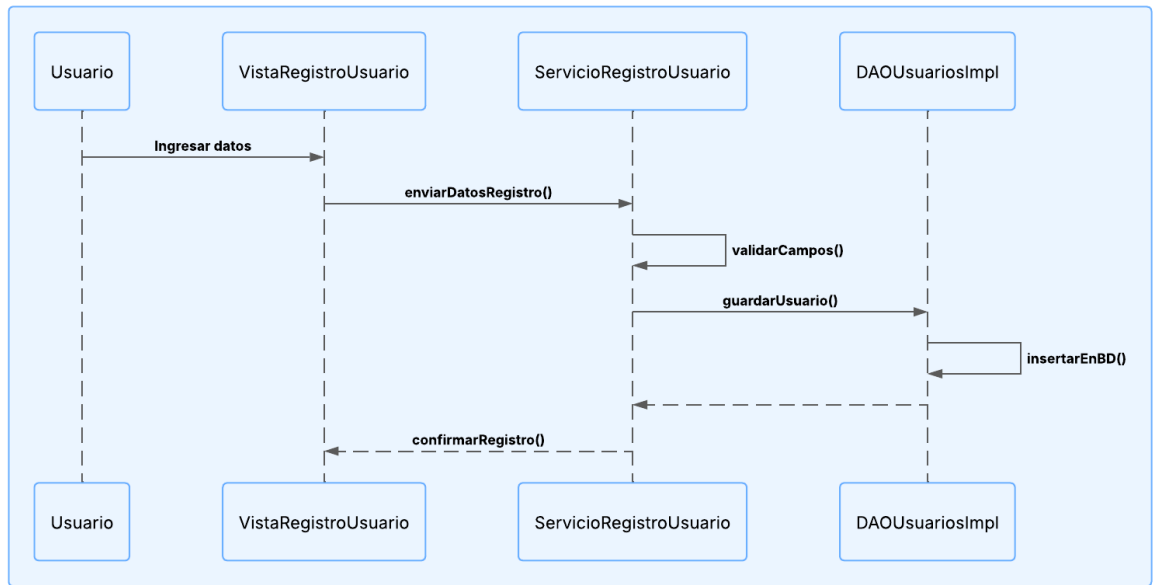 Usuario
VistaRegistroUsuario
ServicioRegistroUsuario
DAOUsuariosImpl
Ingresar datos
enviarDatosRegistro()
validarCampos()
guardarUsuario()
insertarEnBD()
confirmarRegistro()
Usuario
VistaRegistroUsuario
ServicioRegistroUsuario
DAOUsuariosImpl